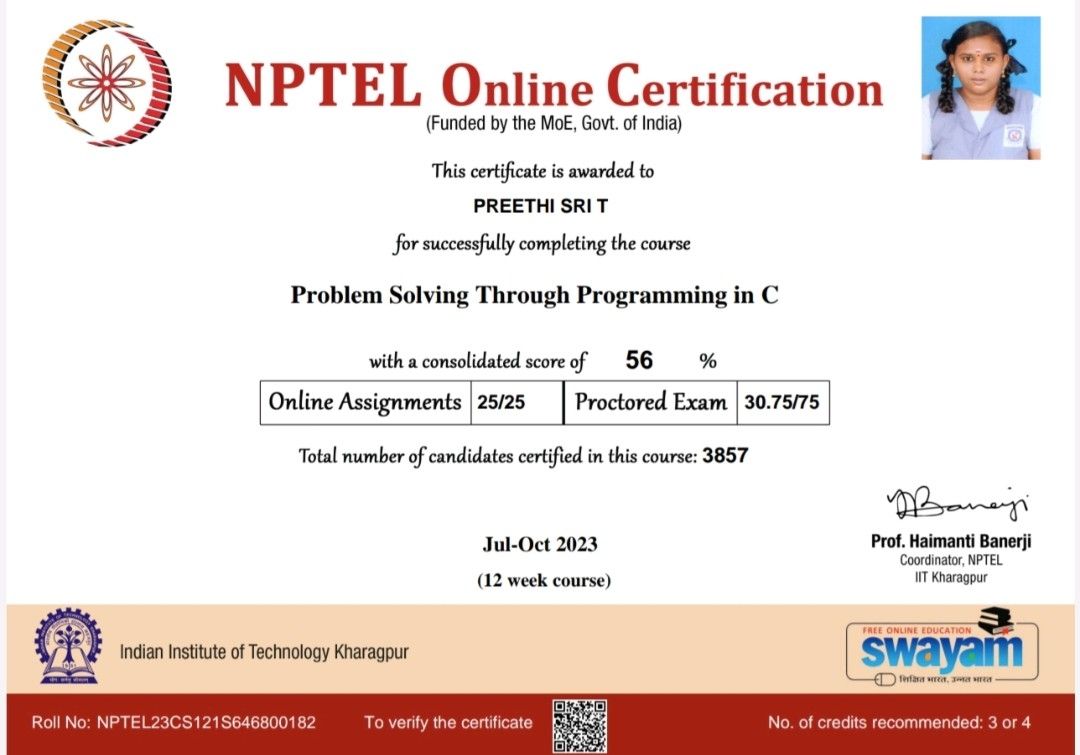 NPTEL Online Certification
(Funded by the MoE, Govt. of India)
This certificate is awarded to
PREETHI SRI T
for successfully completing the course
Problem Solving Through Programming in C
with a consolidated score of 56 %
Online Assignments 25/25 Proctored Exam 30.75/75
Total number of candidates certified in this course: 3857
Banerji
Prof. Haimanti Banerji
Coordinator, NPTEL
IIT Kharagpur
Jul-Oct 2023
(12 week course)
Indian Institute of Technology Kharagpur
FREE ONLINE EDUCATION
swayam
शिक्षित भारत, उन्नत भारत
Roll No: NPTEL23CS121S646800182 To verify the certificate No. of credits recommended: 3 or 4